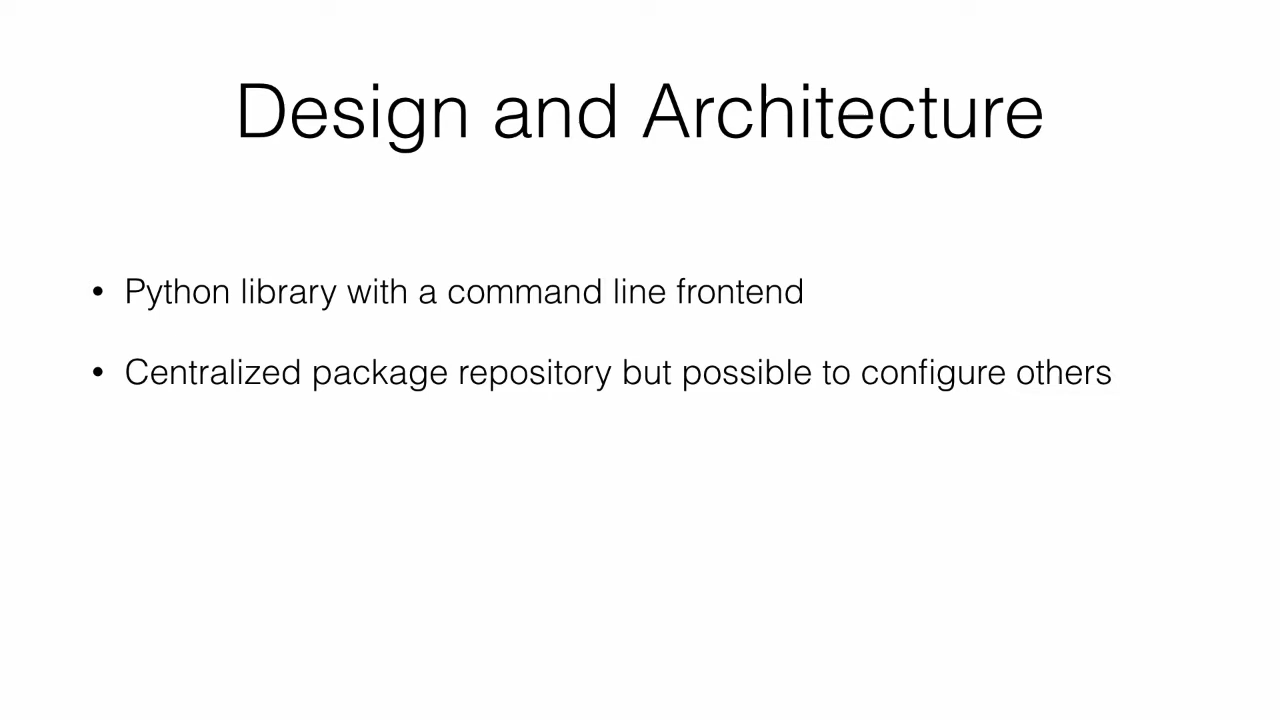 Design and Architecture
• Python library with a command line frontend
• Centralized package repository but possible to configure others